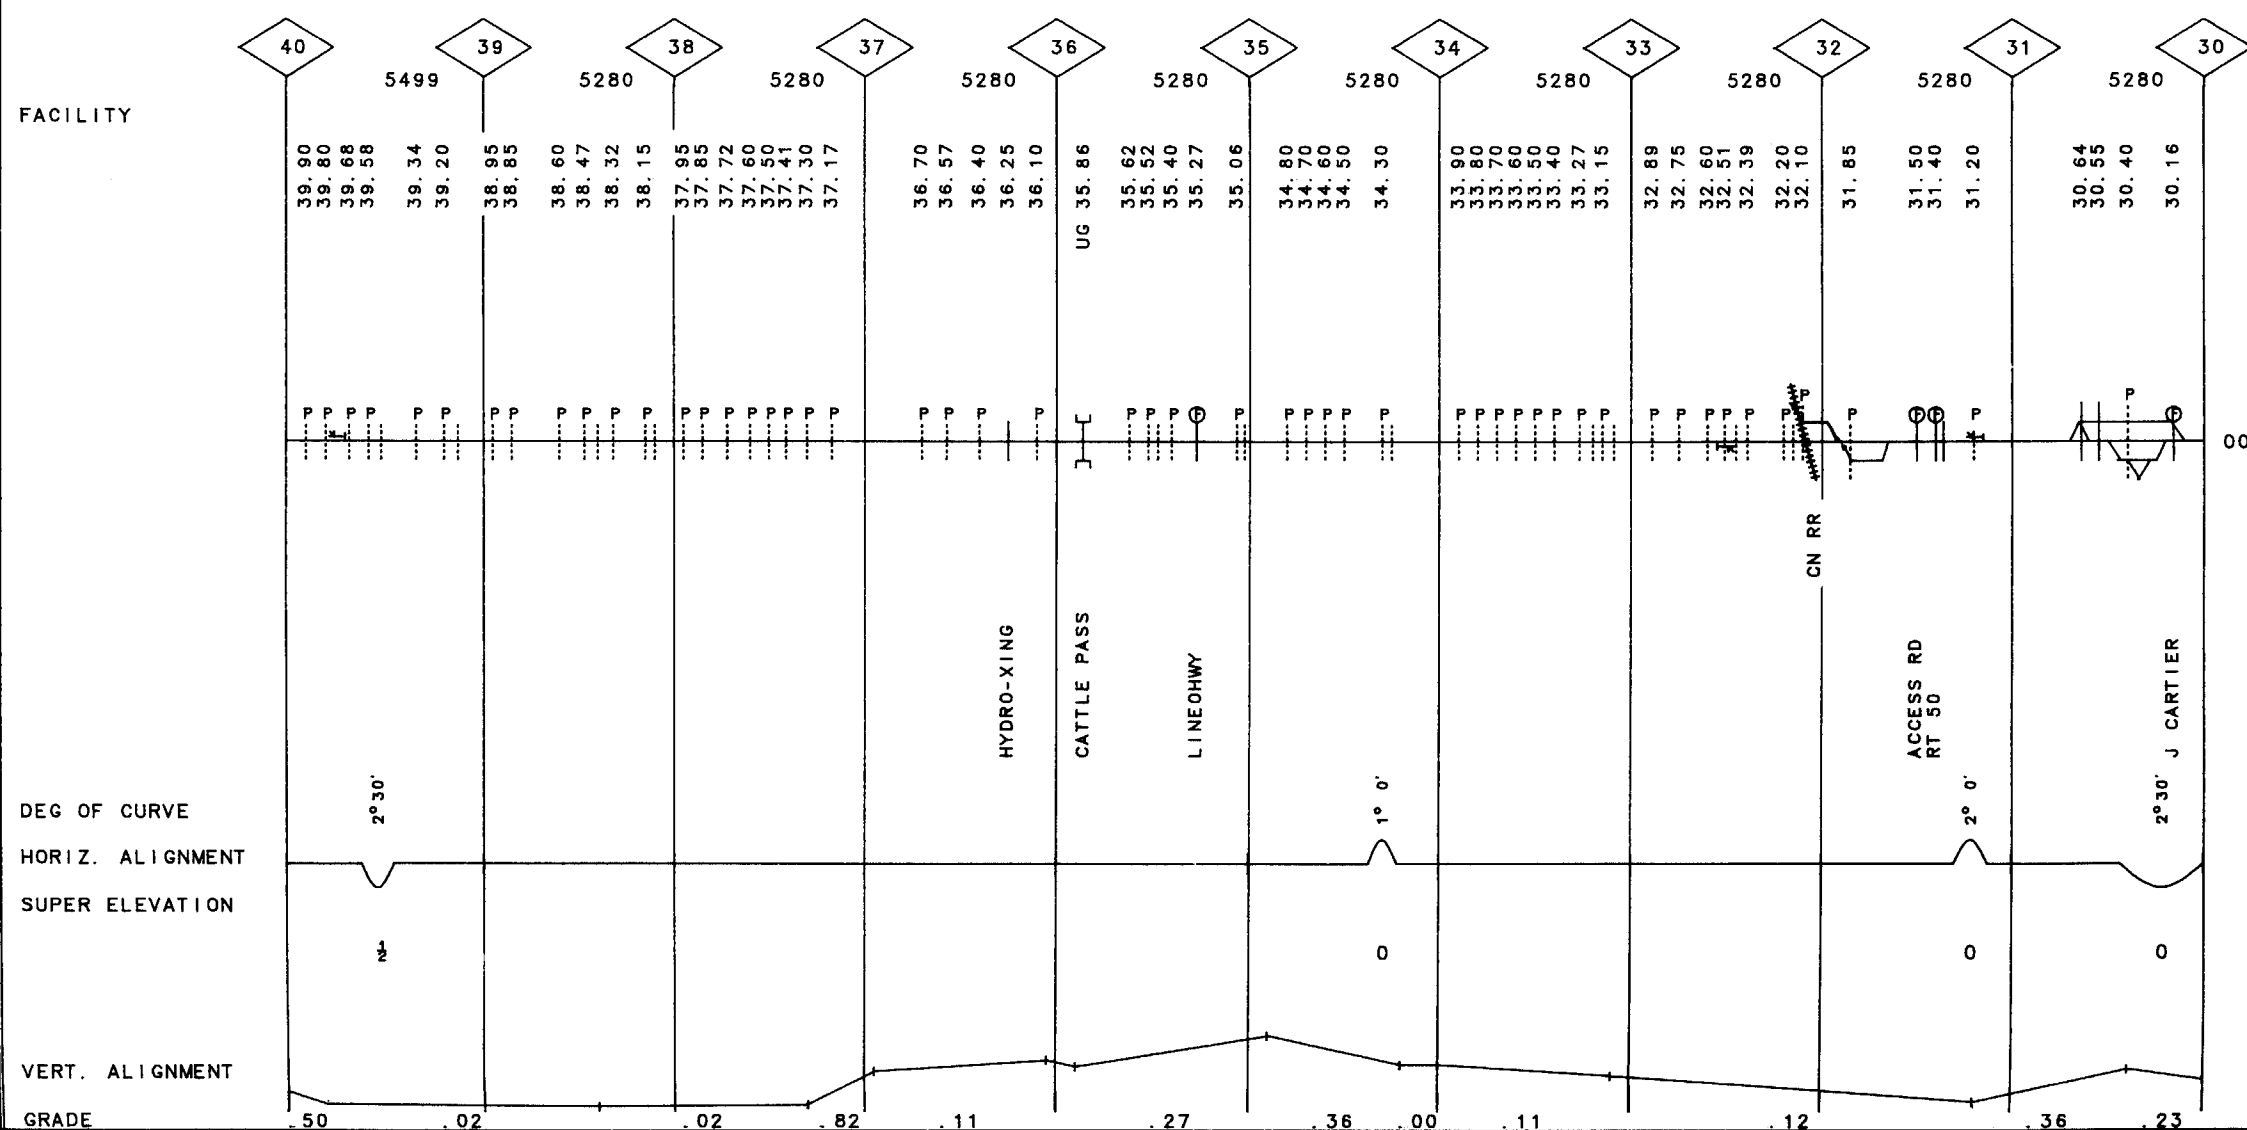 40 39 38 37 36 35 34 33 32 31 30
5499 5280 5280 5280 5280 5280 5280 5280 5280 5280
FACILITY
39.90 39.80 39.68 39.58 39.34 39.20 38.95 38.85 38.60 38.47 38.32 38.15 37.95 37.85 37.72 37.60 37.50 37.41 37.30 37.17 36.70 36.57 36.40 36.25 36.10 35.86 35.62 35.52 35.40 35.27 35.06 34.80 34.70 34.60 34.50 34.30 33.90 33.80 33.70 33.60 33.50 33.40 33.27 33.15 32.89 32.75 32.60 32.51 32.39 32.20 32.10 31.85 31.50 31.40 31.20 30.64 30.55 30.40 30.16
UG
P P P P P P P P P P P P P P P P P P P P P P P P P P P P P P P P P P P P P P P P P P P P P P P P P P P P P P
00
CN RR
HYDRO-XING
CATTLE PASS
LINEOHWY
ACCESS RD
RT 50
J CARTIER
DEG OF CURVE 2°30' 1° 0' 2° 0' 2°30'
HORIZ. ALIGNMENT
SUPER ELEVATION
1/2 0 0 0
VERT. ALIGNMENT
GRADE .50 .02 .02 .82 .11 .27 .36 .00 .11 .12 .36 .23